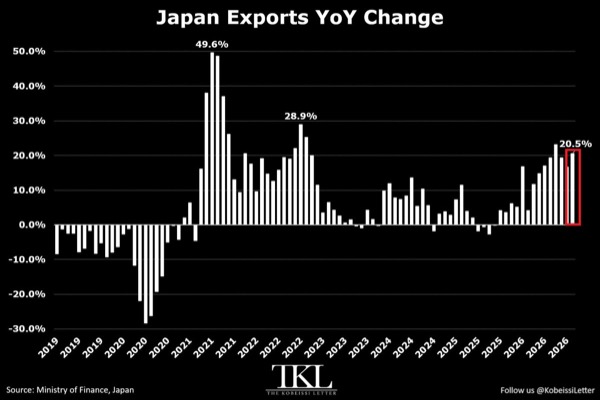 Japan Exports YoY Change
49.6%
28.9%
20.5%
50.0%
40.0%
30.0%
20.0%
10.0%
0.0%
-10.0%
-20.0%
-30.0%
2019 2019 2019 2020 2020 2020 2021 2021 2021 2022 2022 2022 2023 2023 2023 2024 2024 2024 2025 2025 2025 2026 2026 2026
Source: Ministry of Finance, Japan
TKL
THE KOBEISSI LETTER
Follow us @KobeissiLetter